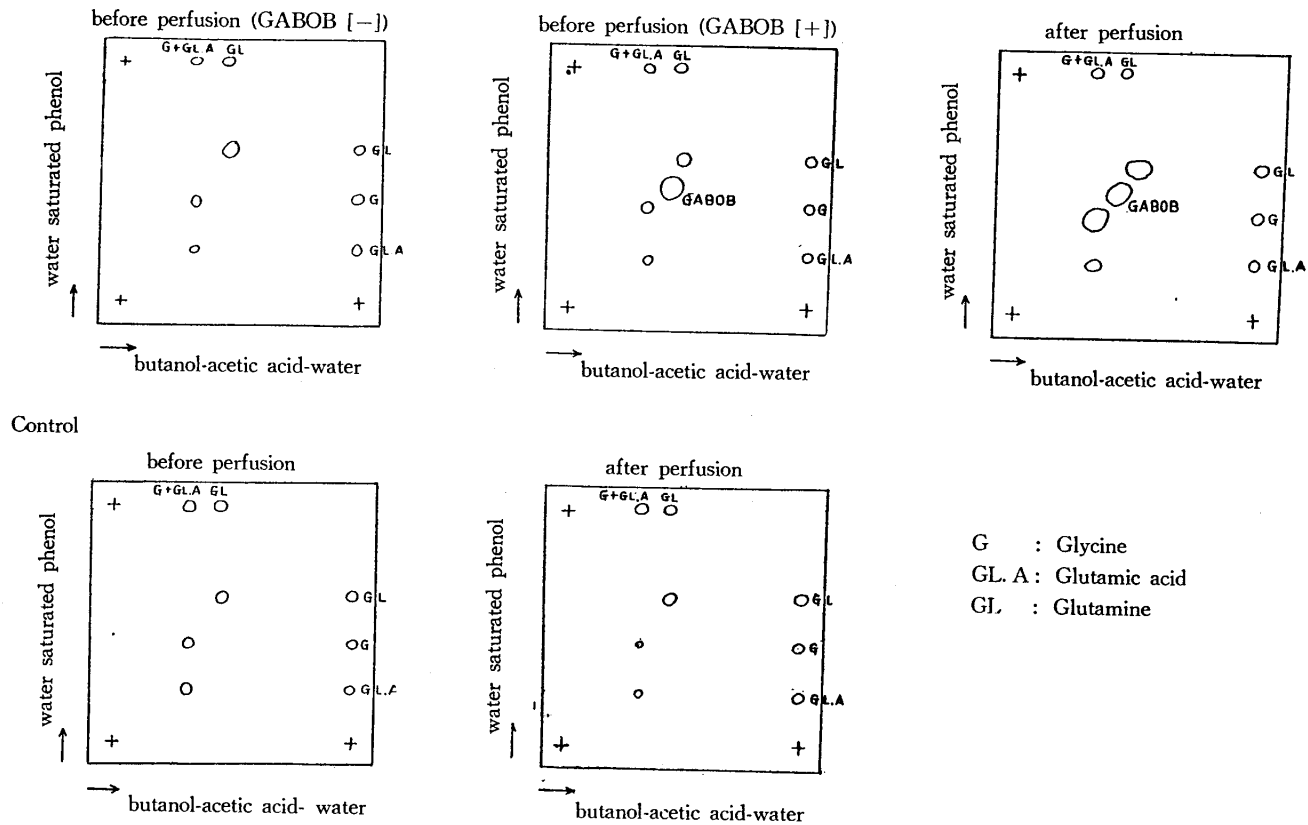 before perfusion (GABOB [−])
G+GL.A GL
GL
G
GL A
water saturated phenol
butanol-acetic acid-water
before perfusion (GABOB [+])
G+GL.A GL
GL
GABOB
G
GL.A
water saturated phenol
butanol-acetic acid-water
after perfusion
G+GL.A GL
GL
GABOB
G
GL.A
water saturated phenol
butanol-acetic acid-water
Control
before perfusion
G+GL.A GL
GL
G
GL.A
water saturated phenol
butanol-acetic acid- water
after perfusion
G+GL.A GL
GL
G
GL.A
water saturated phenol
butanol-acetic acid-water
G : Glycine
GL. A : Glutamic acid
GL : Glutamine